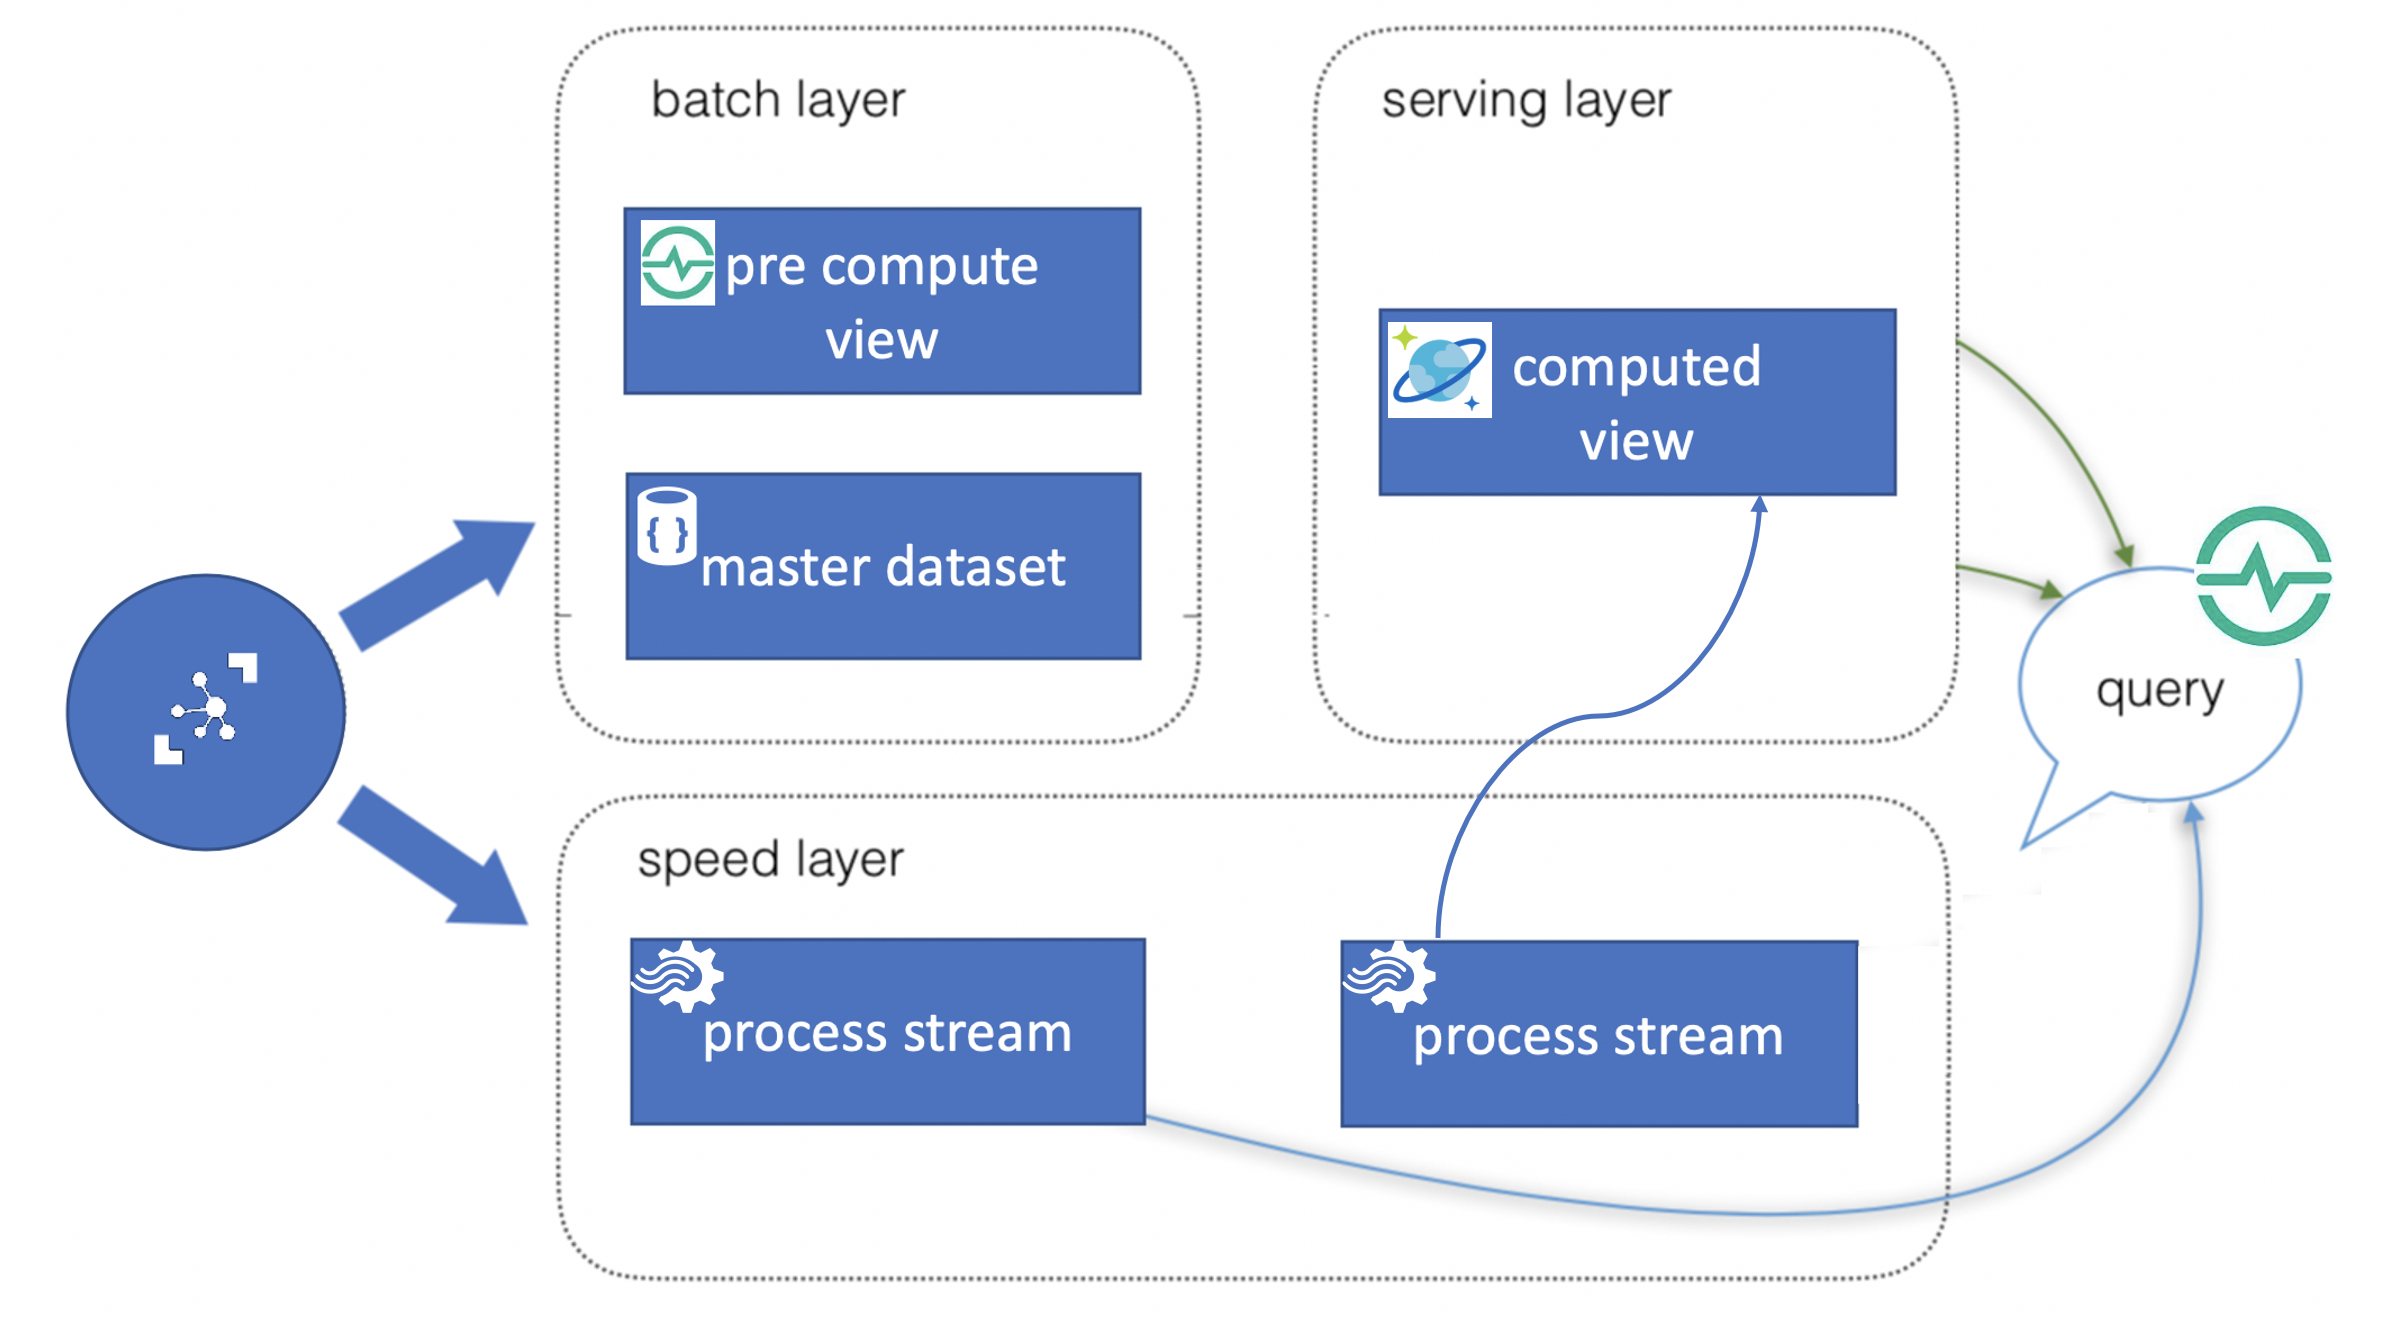 batch layer
pre compute
view
master dataset
serving layer
computed
view
query
speed layer
process stream
process stream